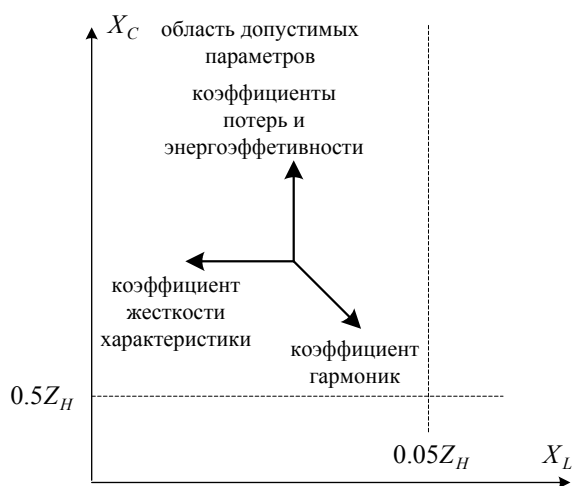 X_C
область допустимых
параметров
коэффициенты
потерь и
энергоэффетивности
коэффициент
жесткости
характеристики
коэффициент
гармоник
0.5Z_H
0.05Z_H
X_L